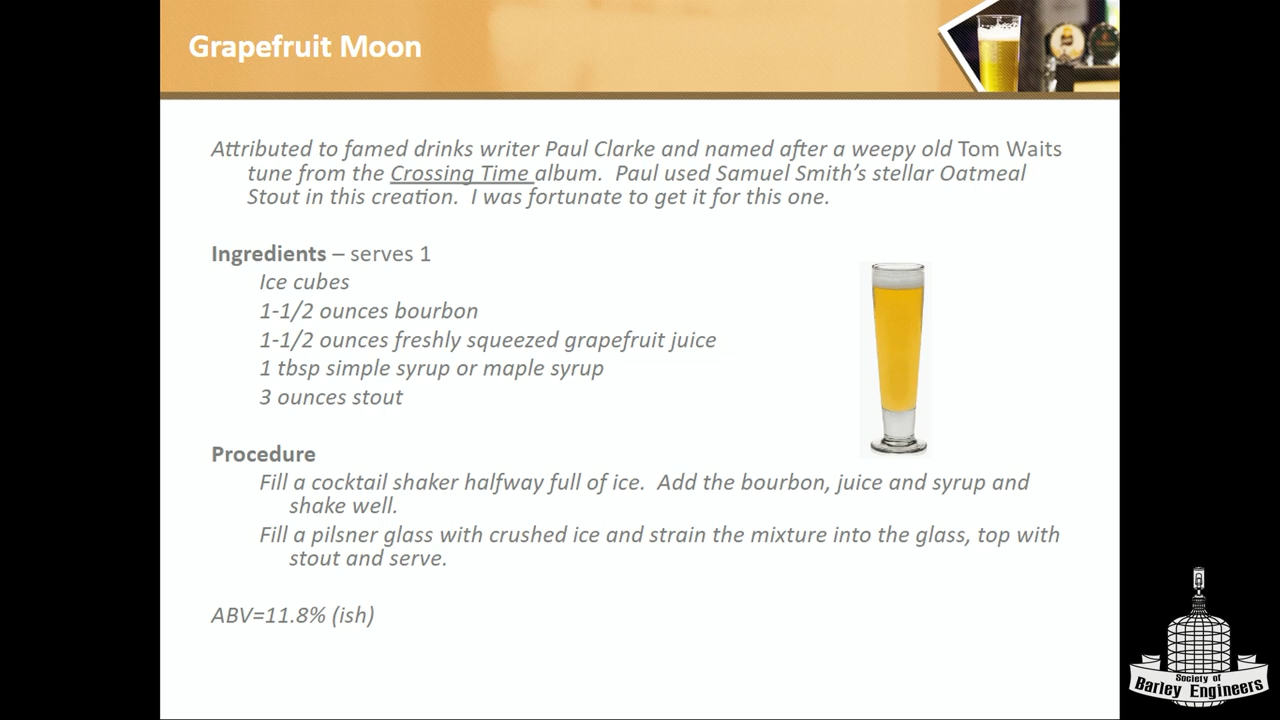 Grapefruit Moon
Attributed to famed drinks writer Paul Clarke and named after a weepy old Tom Waits
tune from the Crossing Time album.  Paul used Samuel Smith’s stellar Oatmeal
Stout in this creation.  I was fortunate to get it for this one.
Ingredients – serves 1
Ice cubes
1-1/2 ounces bourbon
1-1/2 ounces freshly squeezed grapefruit juice
1 tbsp simple syrup or maple syrup
3 ounces stout
Procedure
Fill a cocktail shaker halfway full of ice.  Add the bourbon, juice and syrup and
shake well.
Fill a pilsner glass with crushed ice and strain the mixture into the glass, top with
stout and serve.
ABV=11.8% (ish)
Society of
Barley Engineers